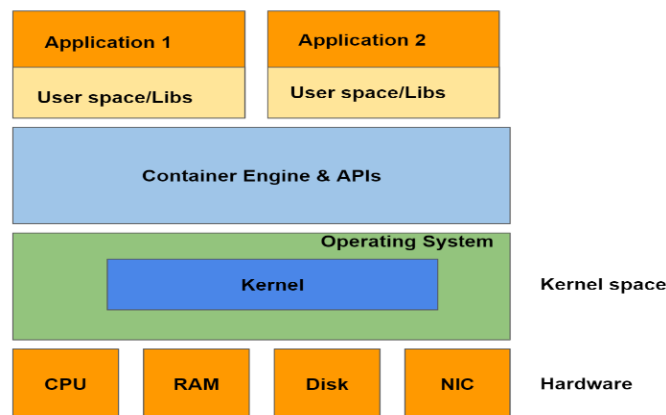 Application 1
Application 2
User space/Libs
User space/Libs
Container Engine & APIs
Operating System
Kernel
Kernel space
CPU
RAM
Disk
NIC
Hardware